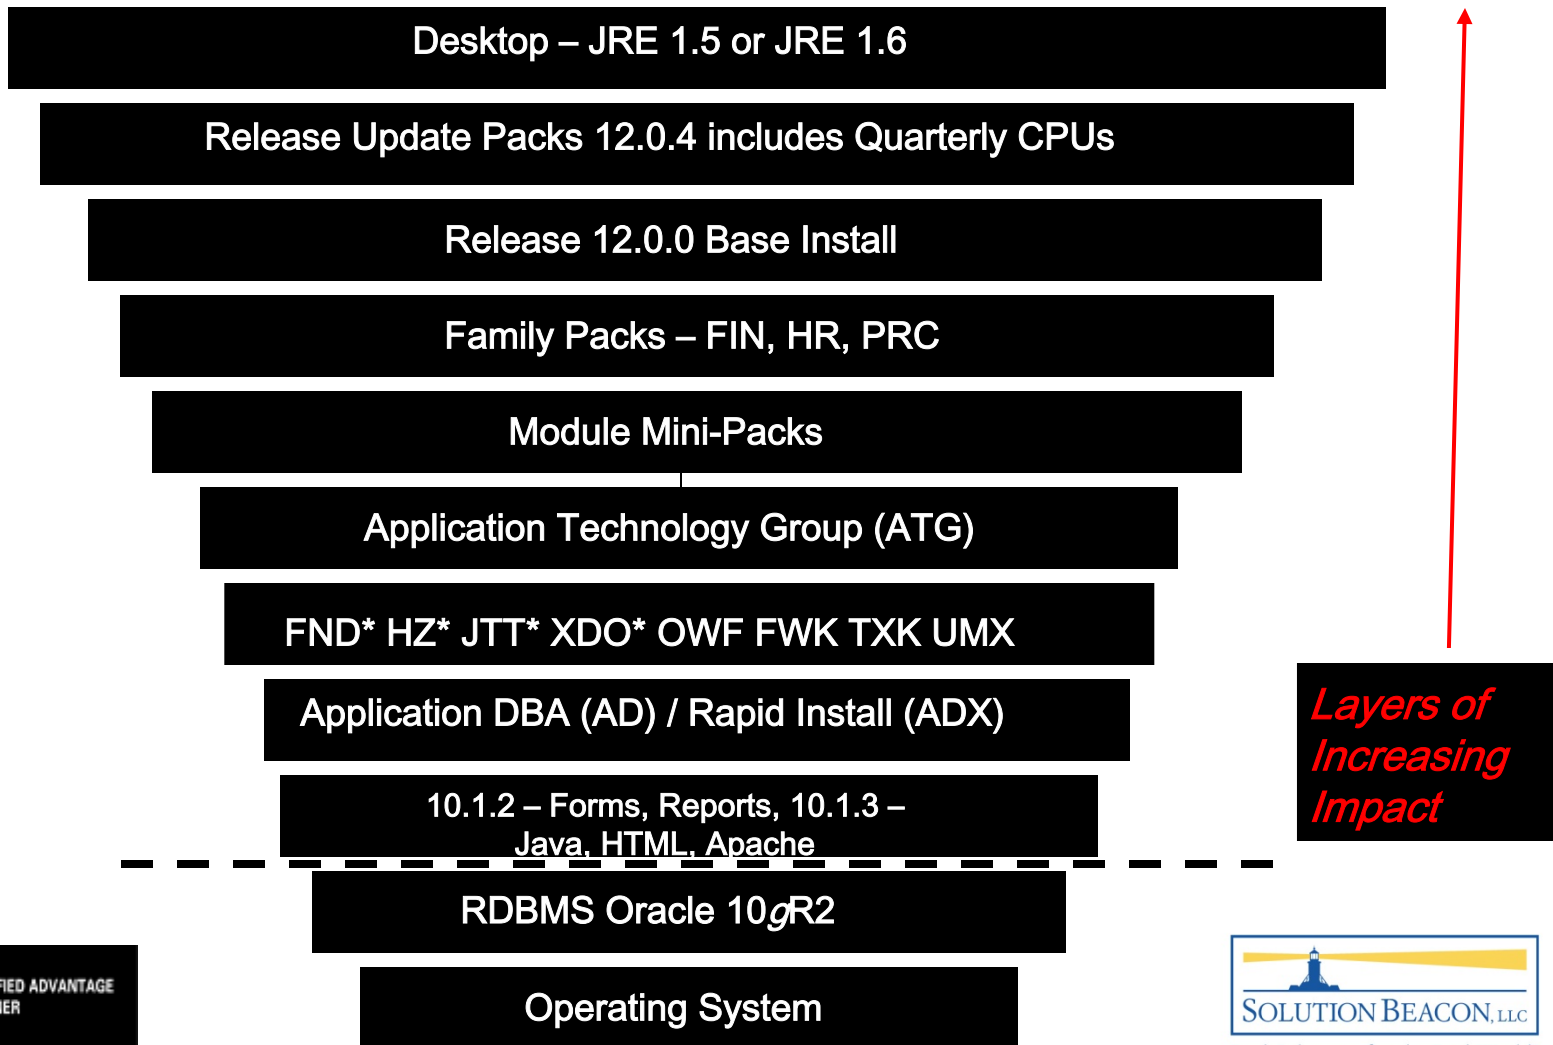 Desktop – JRE 1.5 or JRE 1.6
Release Update Packs 12.0.4 includes Quarterly CPUs
Release 12.0.0 Base Install
Family Packs – FIN, HR, PRC
Module Mini-Packs
Application Technology Group (ATG)
FND* HZ* JTT* XDO* OWF FWK TXK UMX
Application DBA (AD) / Rapid Install (ADX)
Layers of
Increasing
Impact
10.1.2 – Forms, Reports, 10.1.3 –
Java, HTML, Apache
RDBMS Oracle 10gR2
Operating System
ADVANTAGE
SOLUTION BEACON, LLC